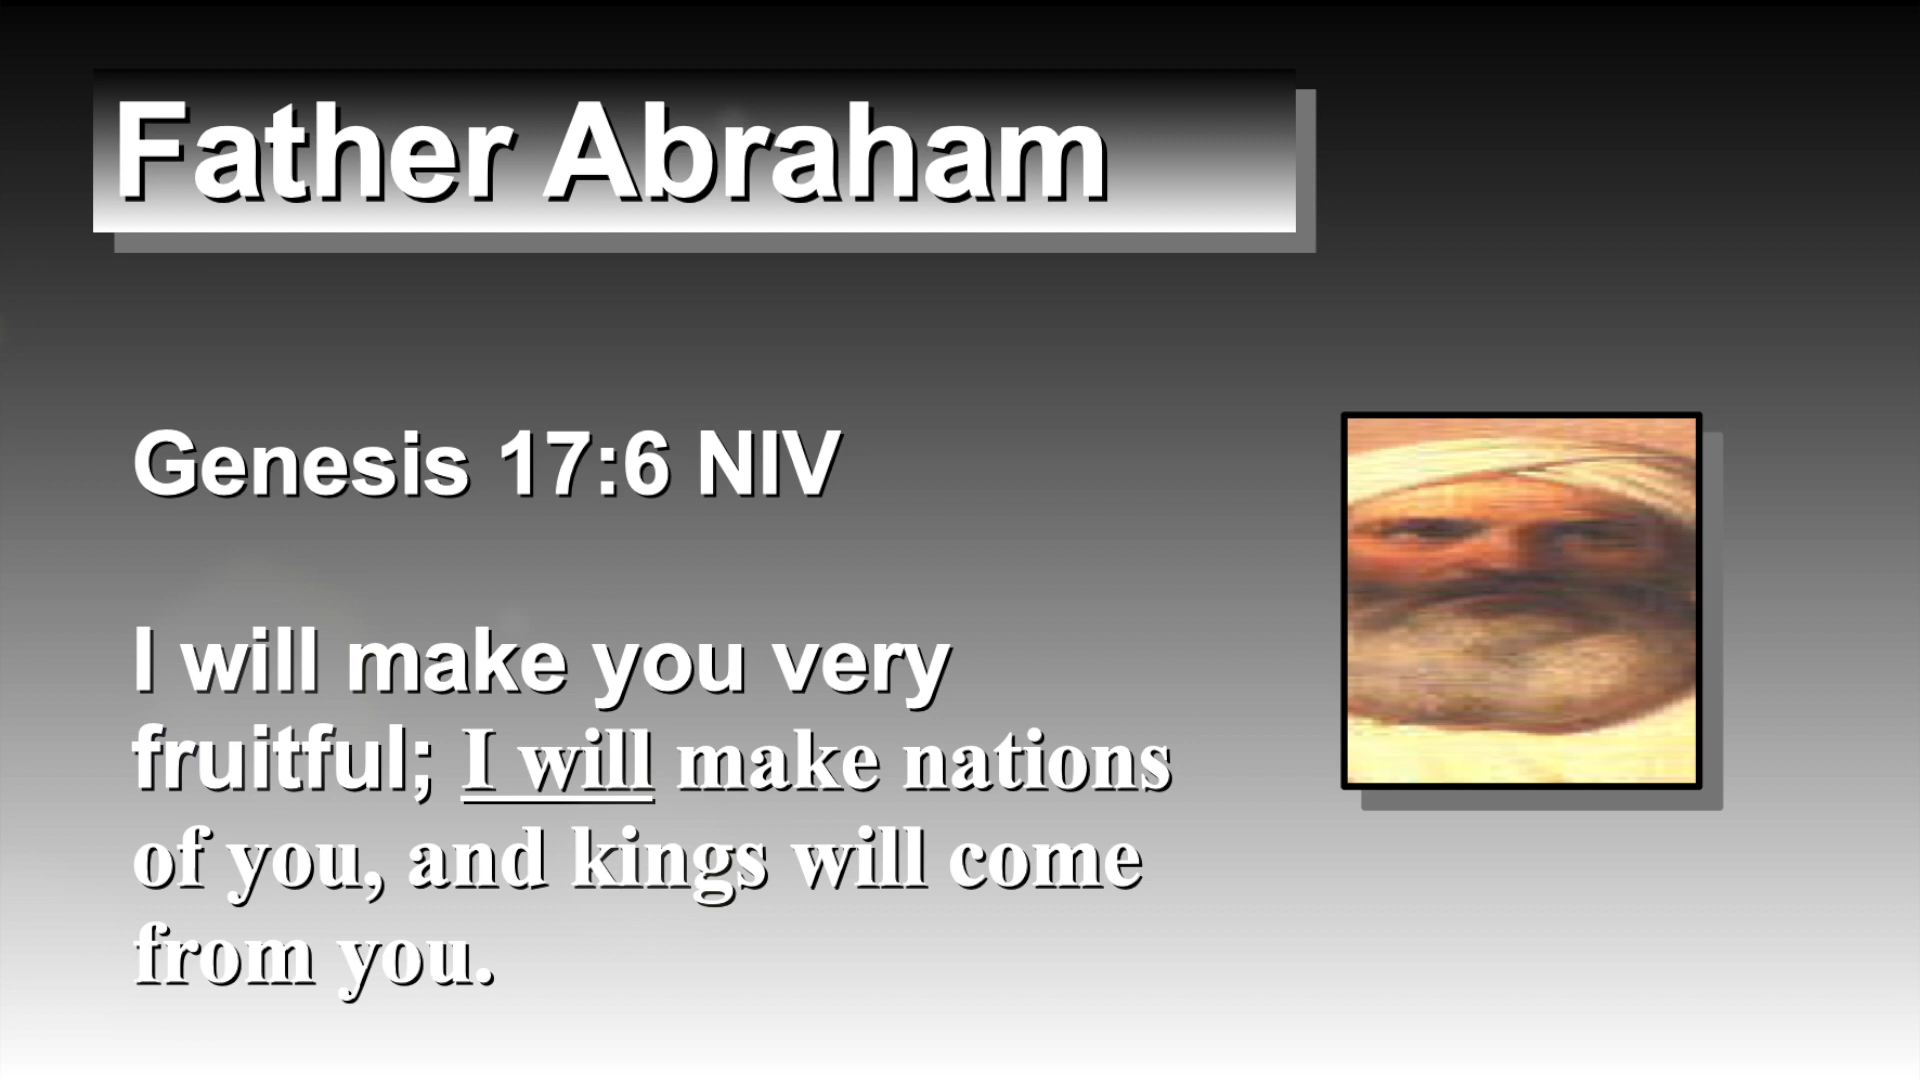 Father Abraham
Genesis 17:6 NIV
I will make you very
fruitful; I will make nations
of you, and kings will come
from you.